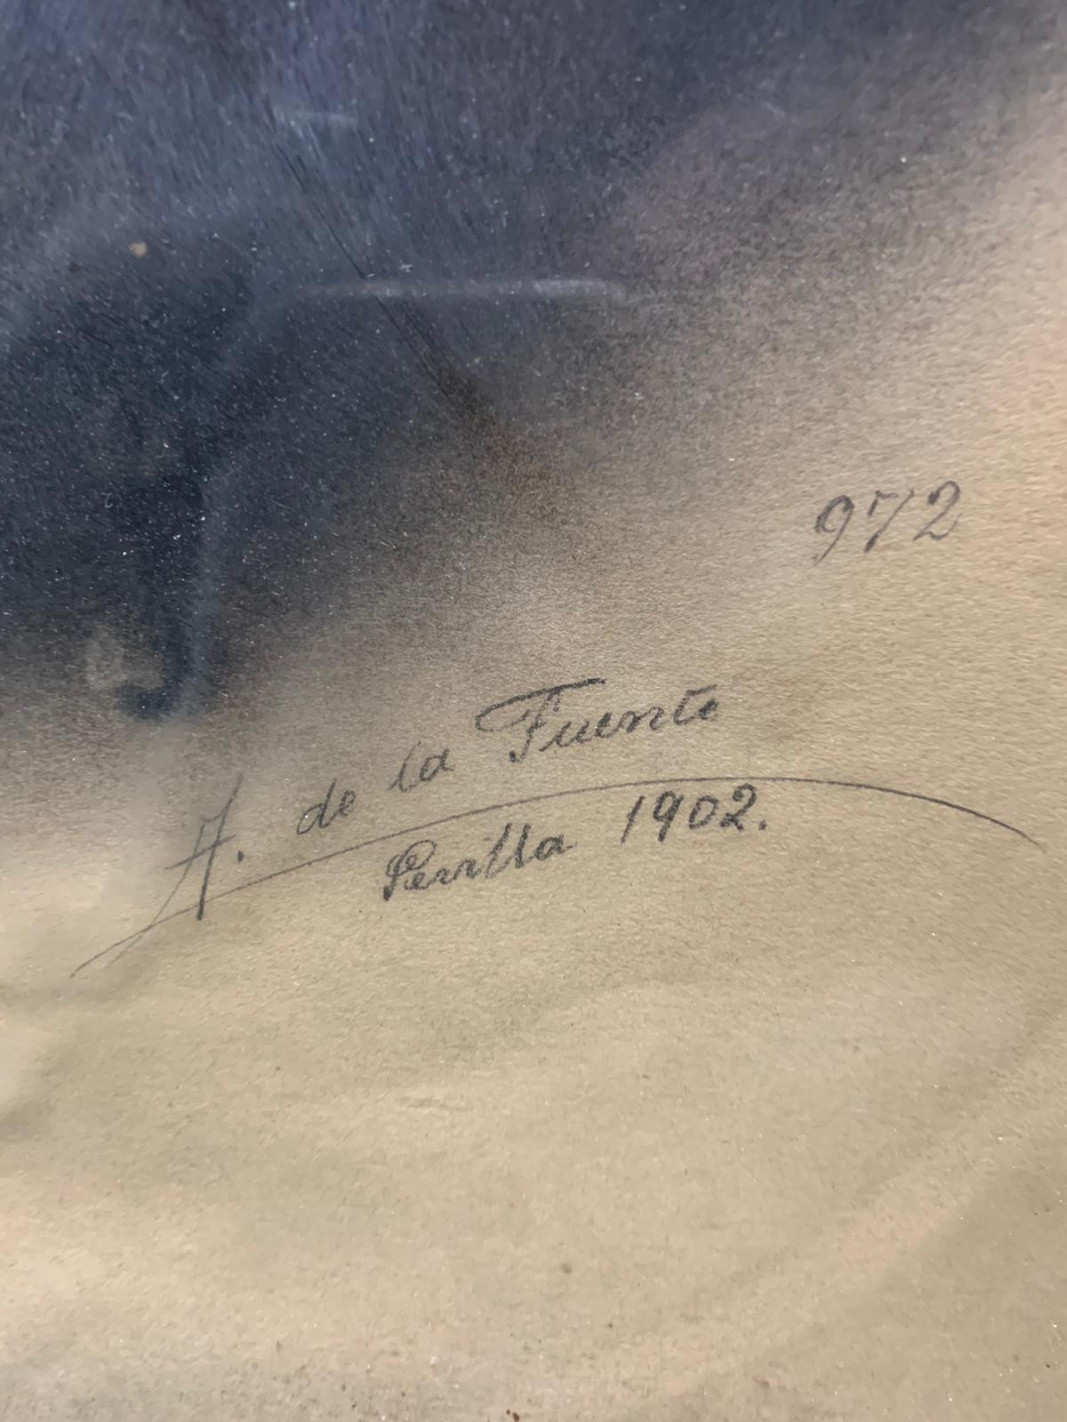 972
A. de la Fuente
Sevilla 1902.